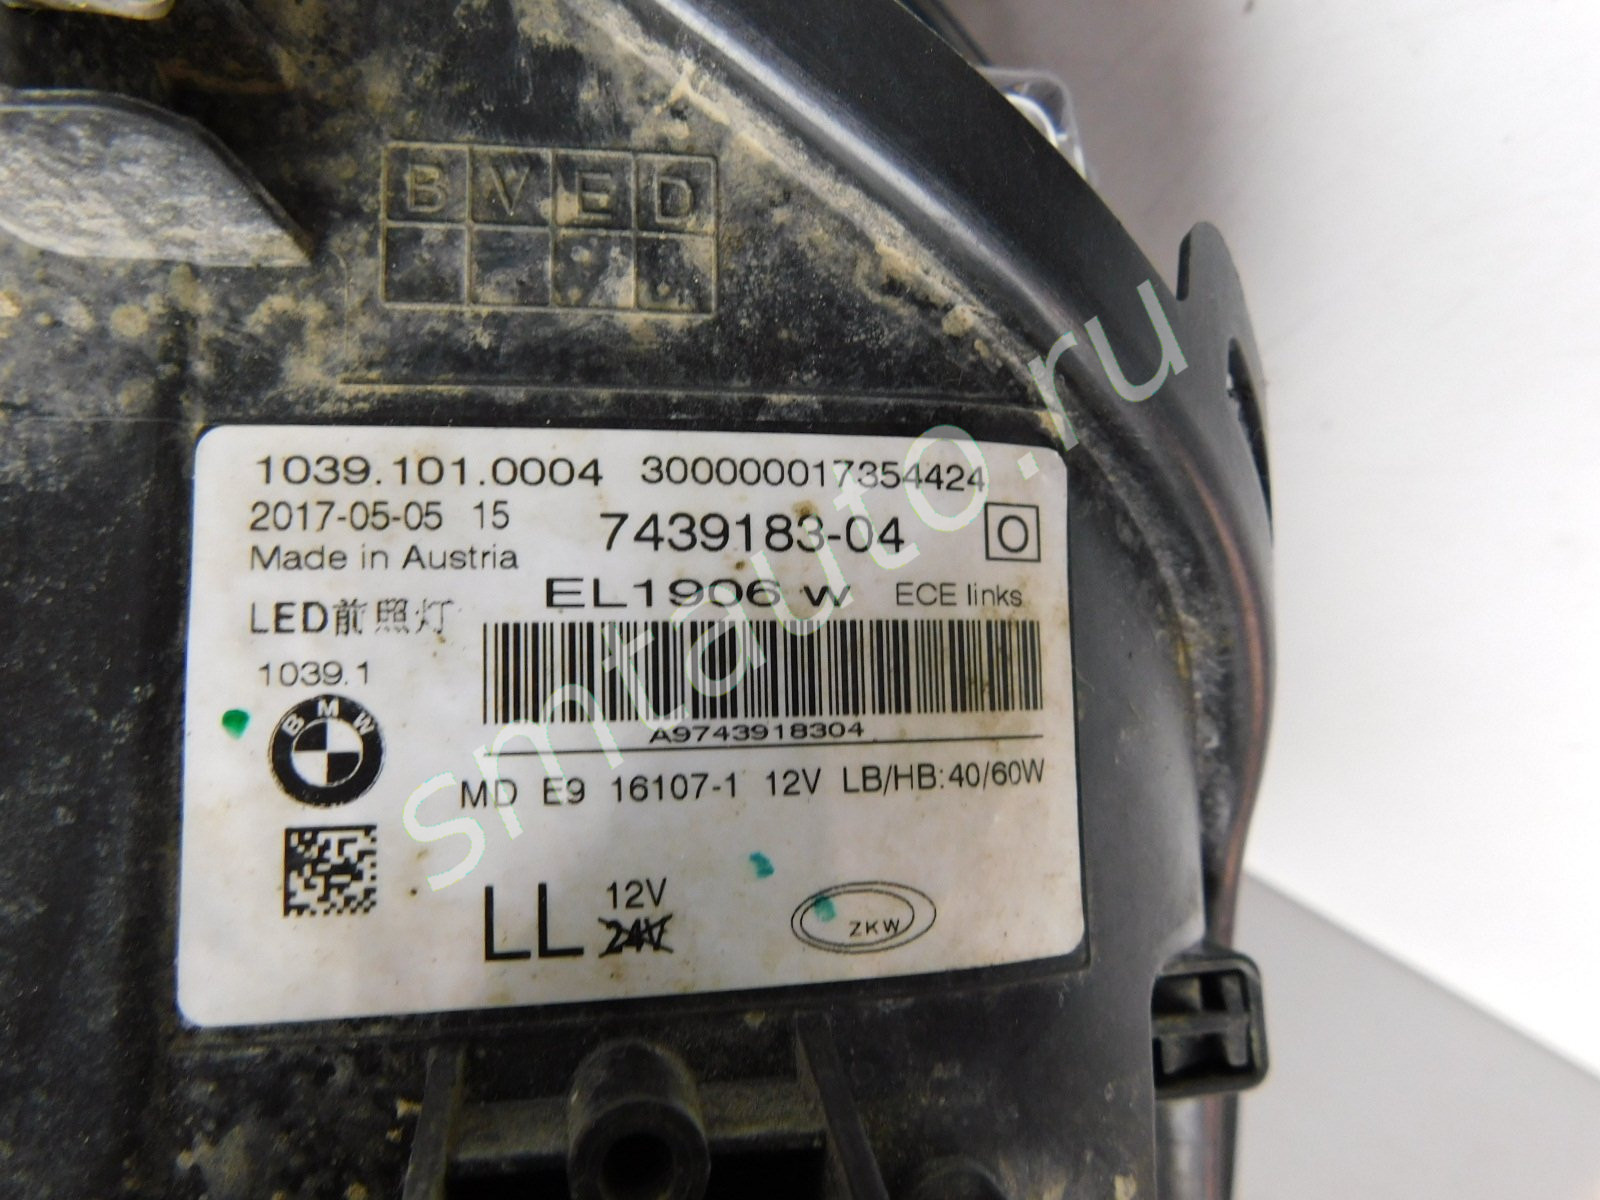 B V E D
1039.101.0004 300000017354424
2017-05-05 15 7439183-04 O
Made in Austria
EL1906 w ECE links
LED前照灯
1039.1
BMW
A9743918304
MD E9 16107-1 12V LB/HB:40/60W
LL 12V
24V
ZKW
smtauto.ru